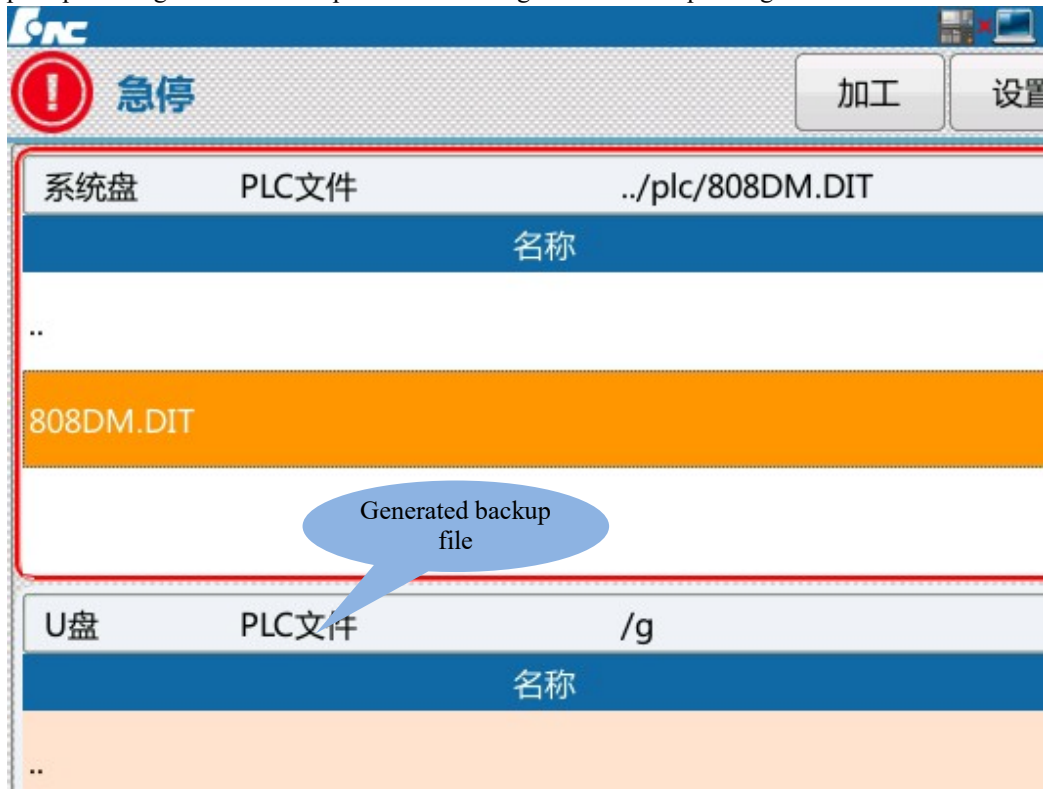 急停
加工
设置
系统盘 PLC文件 ../plc/808DM.DIT
名称
..
808DM.DIT
Generated backup
file
U盘 PLC文件 /g
名称
..